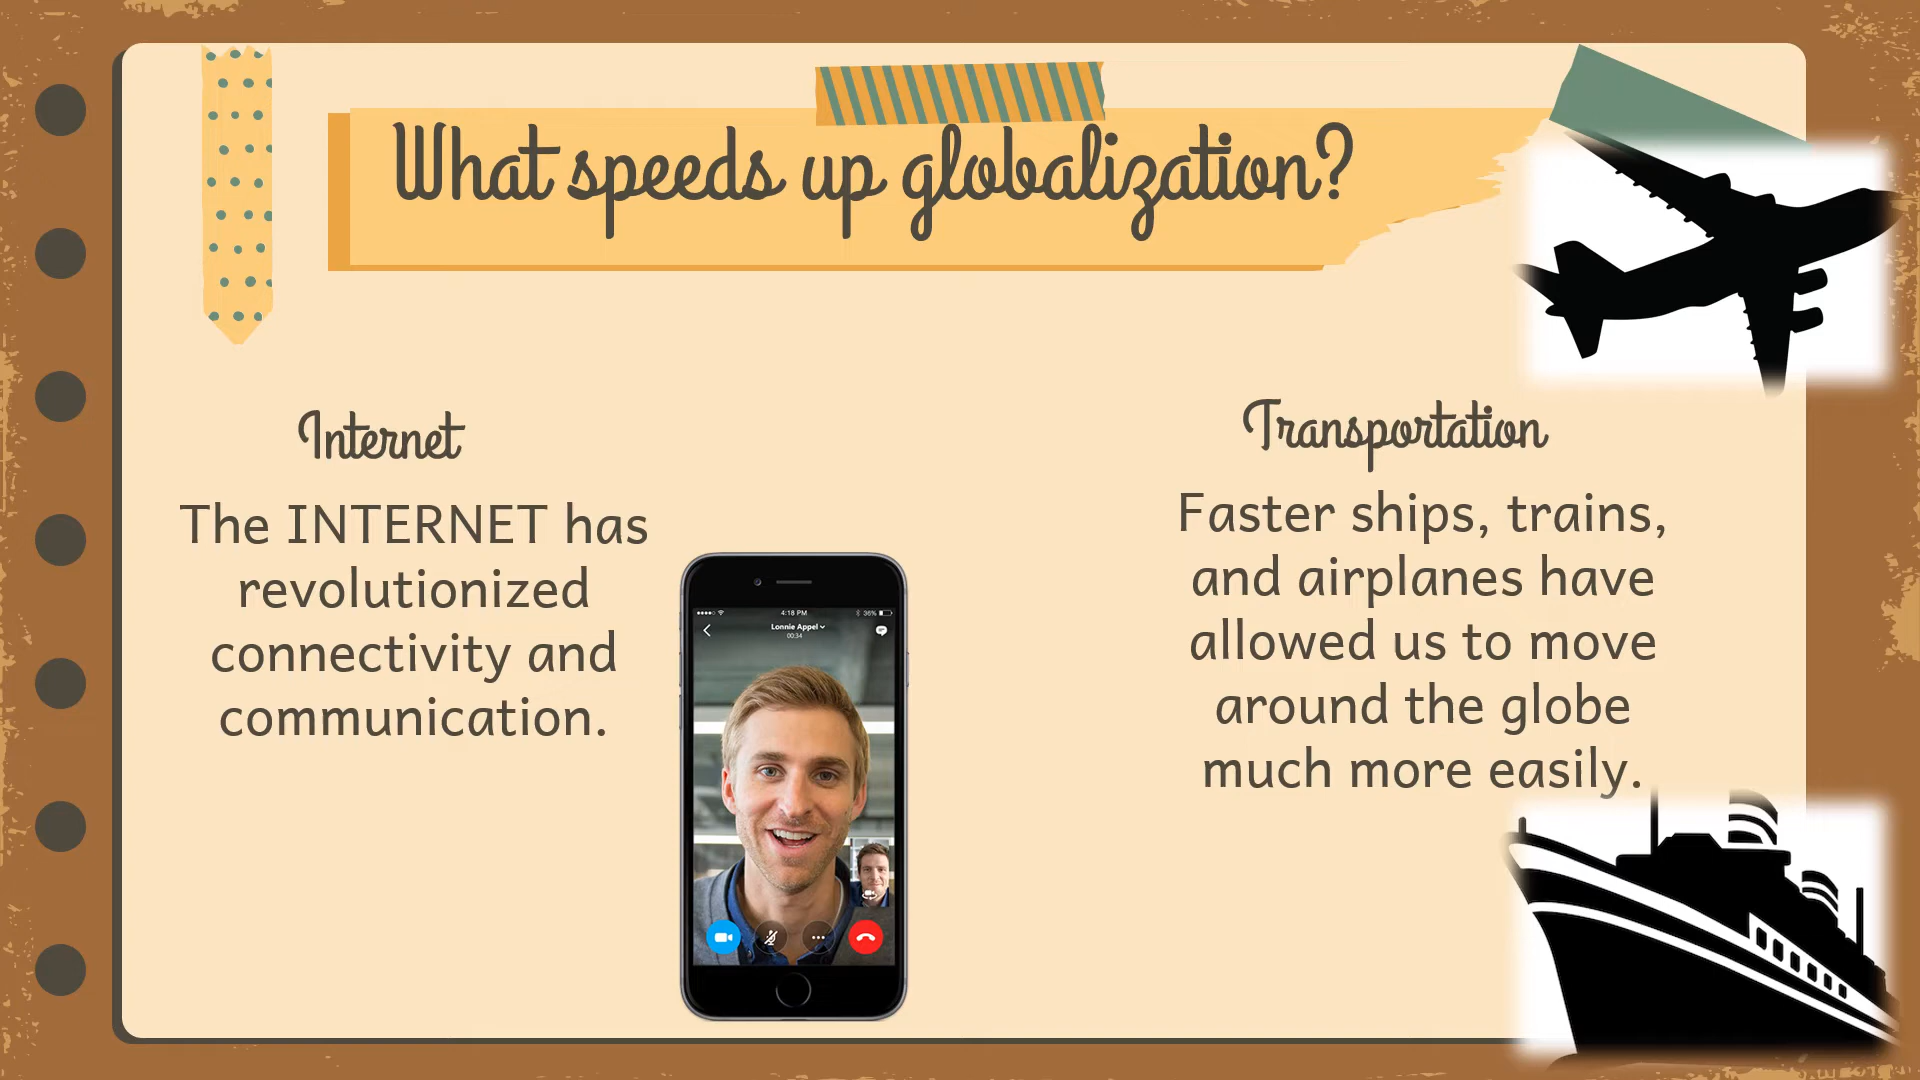 What speeds up globalization?
Internet
The INTERNET has
revolutionized
connectivity and
communication.
4:18 PM
36%
Lonnie Appel
00:34
Transportation
Faster ships, trains,
and airplanes have
allowed us to move
around the globe
much more easily.